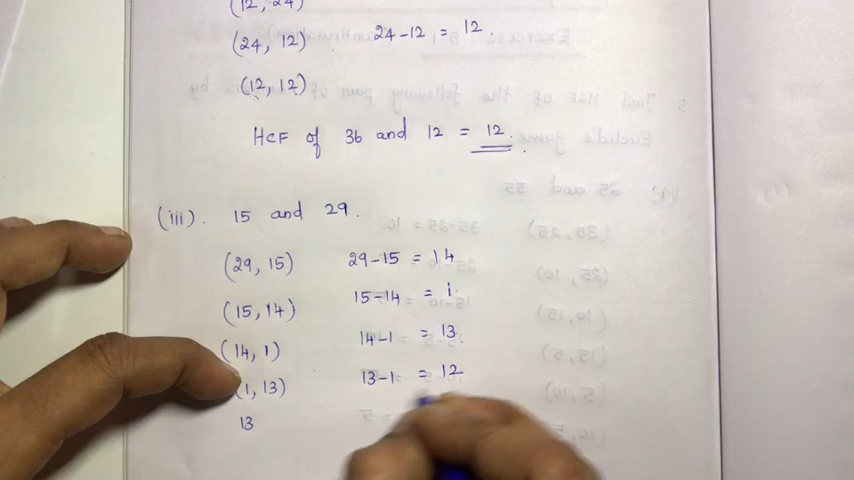 (12, 24)
(24, 12) 24-12 = 12.
(12, 12)
HCF of 36 and 12 = 12.
(iii). 15 and 29.
(29, 15) 29-15 = 14
(15, 14) 15-14 = 1.
(14, 1) 14-1 = 13.
(1, 13) 13-1 = 12
13